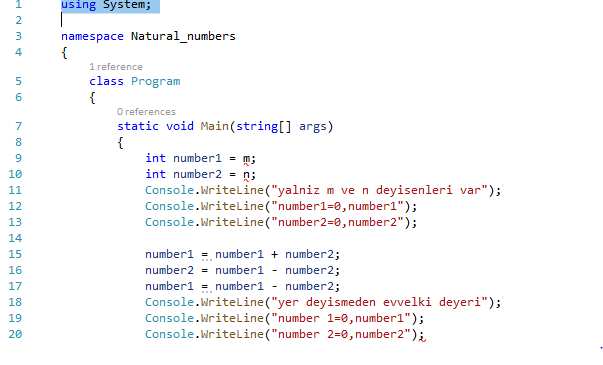 1 using System;
2
3 namespace Natural_numbers
4 {
1 reference
5 class Program
6 {
0 references
7 static void Main(string[] args)
8 {
9 int number1 = m;
10 int number2 = n;
11 Console.WriteLine("yalniz m ve n deyisenleri var");
12 Console.WriteLine("number1=0,number1");
13 Console.WriteLine("number2=0,number2");
14
15 number1 = number1 + number2;
16 number2 = number1 - number2;
17 number1 = number1 - number2;
18 Console.WriteLine("yer deyismeden evvelki deyeri");
19 Console.WriteLine("number 1=0,number1");
20 Console.WriteLine("number 2=0,number2");